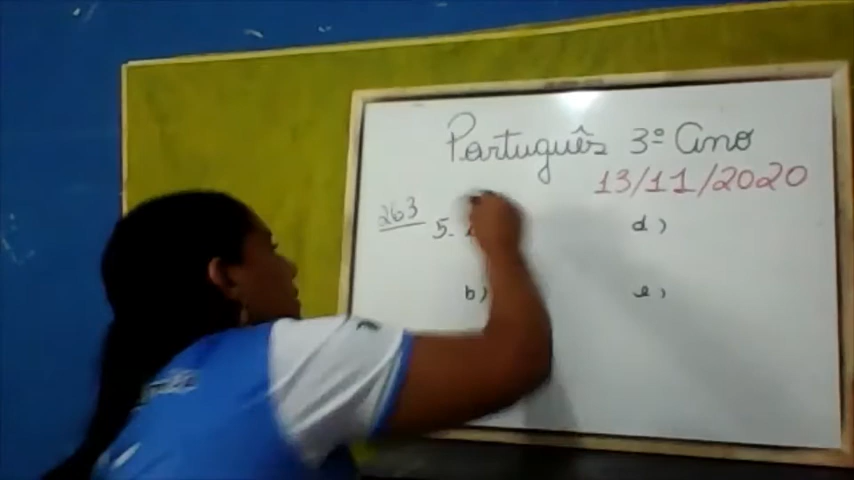 Português 3º Ano
13/11/2020
263
5. d)
b) e)